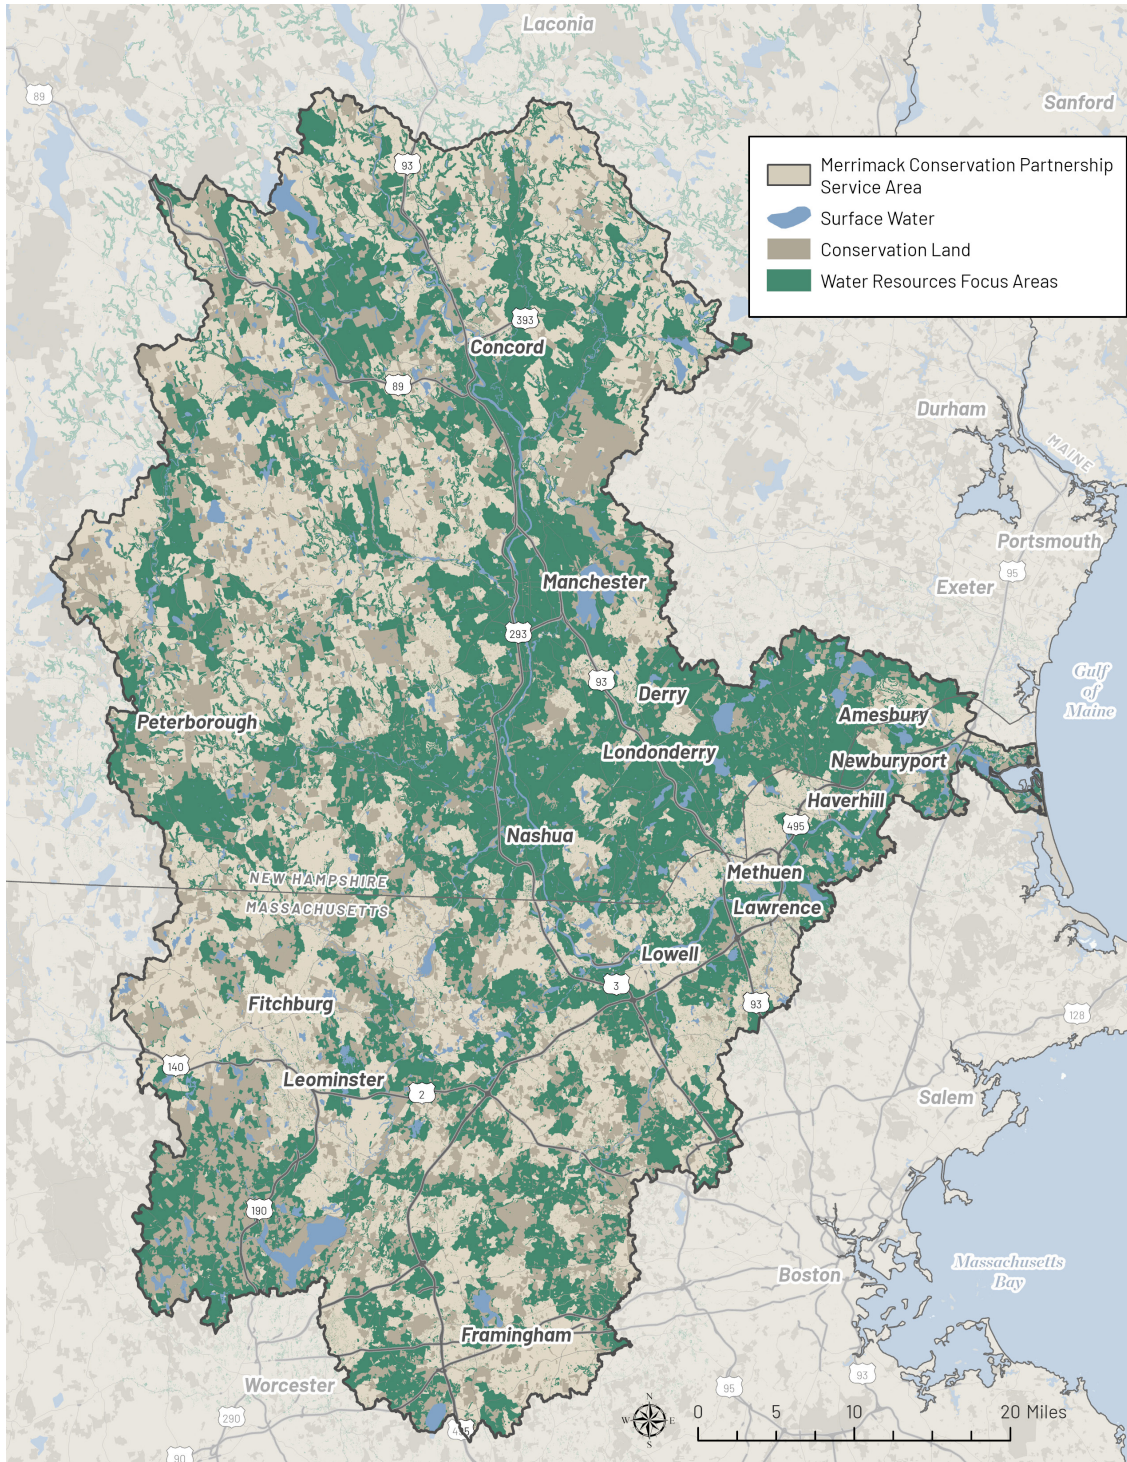 Laconia
89
Sanford
93
Merrimack Conservation Partnership
Service Area
Surface Water
Conservation Land
Water Resources Focus Areas
393
Concord
89
Durham
MAINE
Portsmouth
95
Exeter
Manchester
293
93
Derry
Gulf
of
Maine
Peterborough
Amesbury
Londonderry
Newburyport
Haverhill
495
Nashua
Methuen
NEW HAMPSHIRE
MASSACHUSETTS
Lawrence
Lowell
3
Fitchburg
93
128
140
Leominster
2
Salem
190
Massachusetts
Bay
Boston
Framingham
Worcester
95
93
290
495
90
N
W E
S
0 5 10 20 Miles